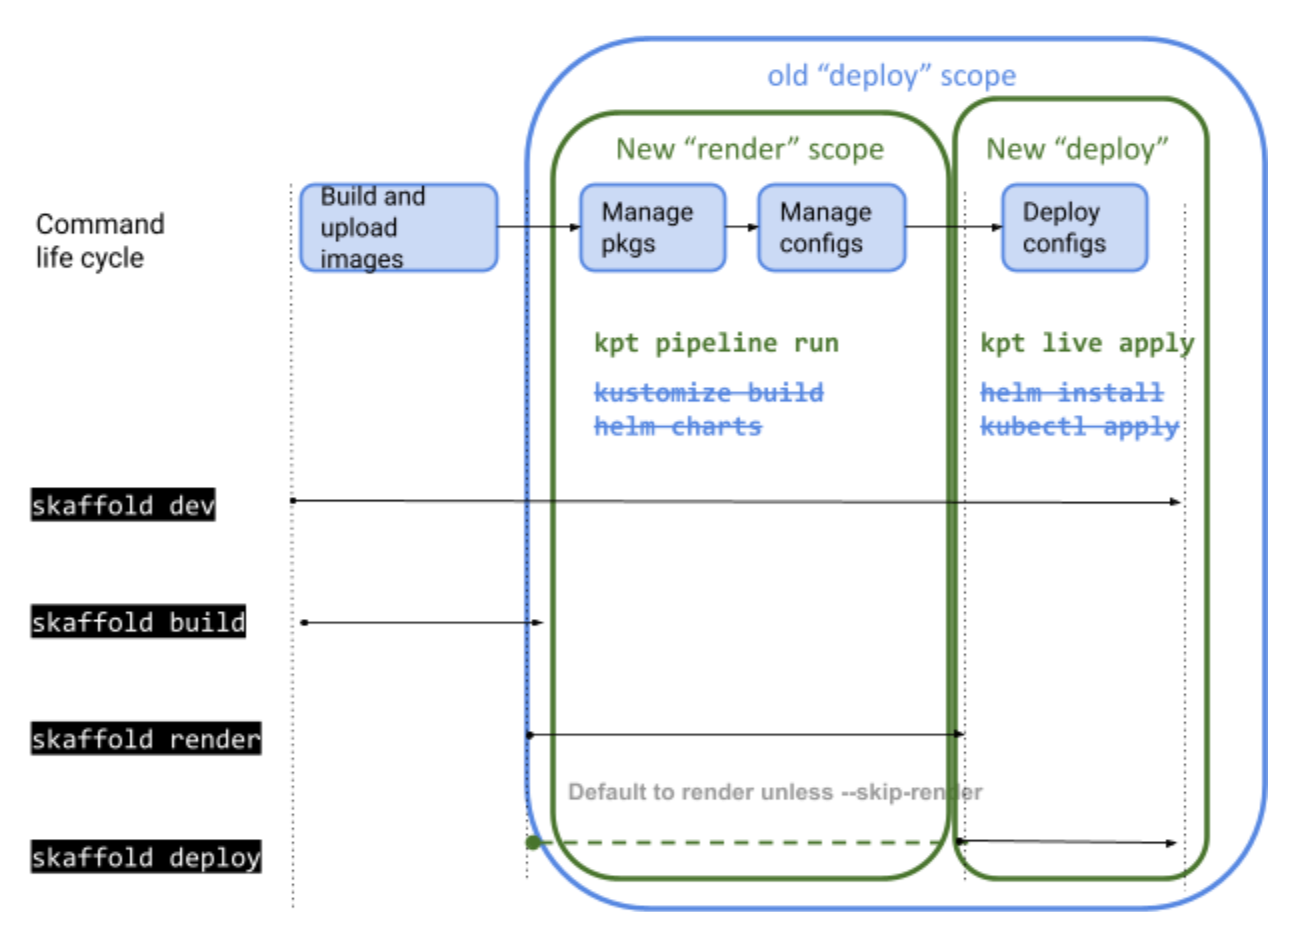 old “deploy” scope
New “render” scope
New “deploy”
Command
life cycle
Build and
upload
images
Manage
pkgs
Manage
configs
Deploy
configs
kpt pipeline run
kustomize build
helm charts
kpt live apply
helm install
kubectl apply
skaffold dev
skaffold build
skaffold render
Default to render unless --skip-render
skaffold deploy